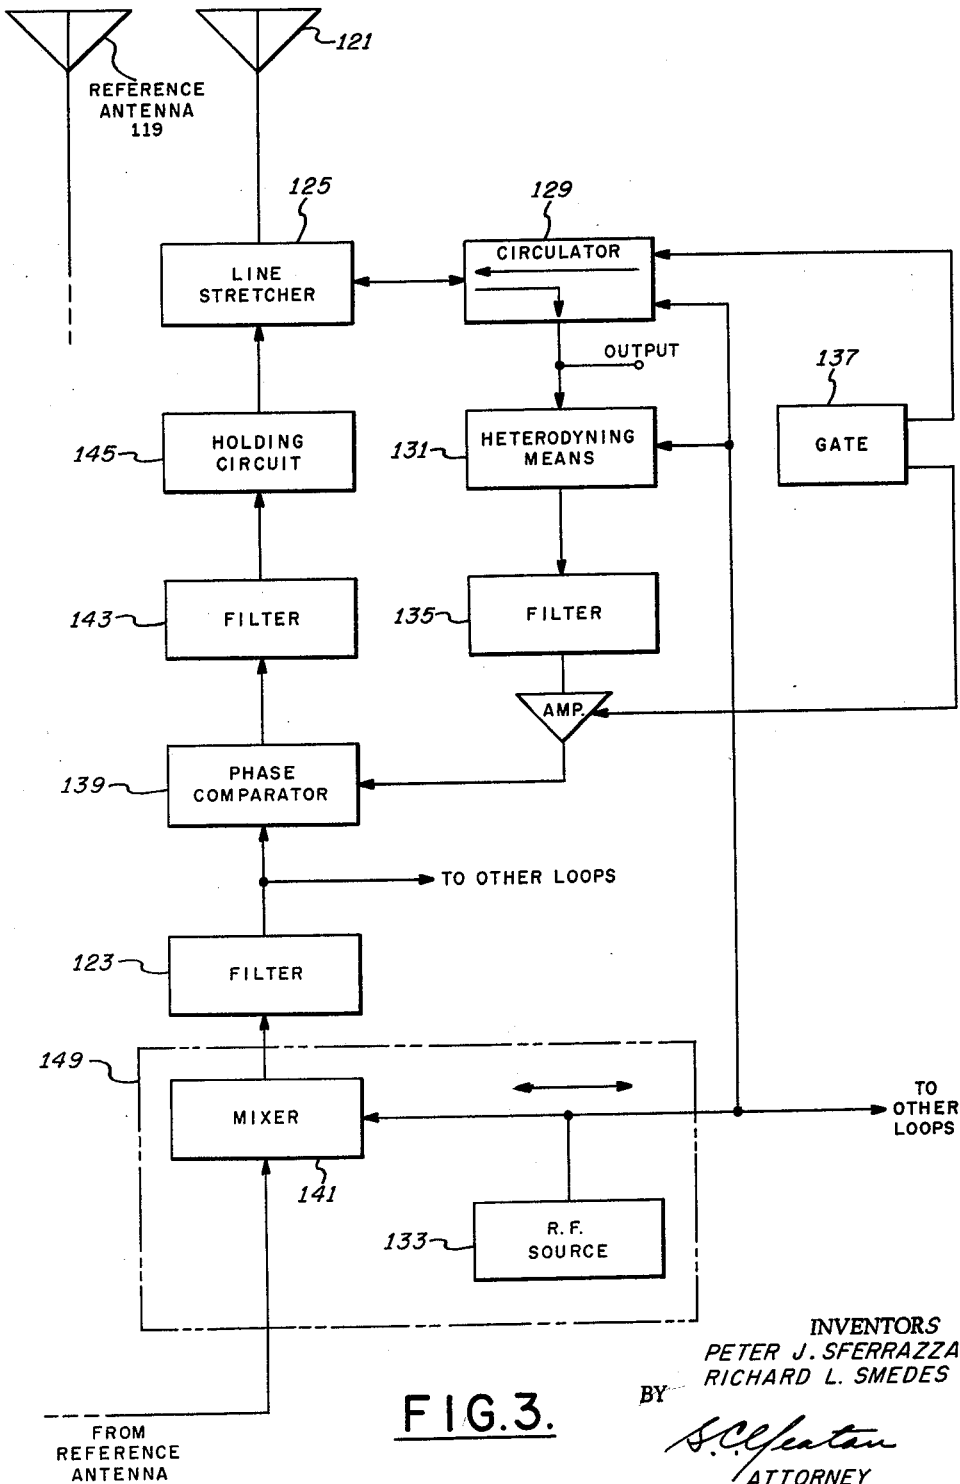 121
REFERENCE
ANTENNA
119
125
129
LINE
STRETCHER
CIRCULATOR
OUTPUT
137
145
HOLDING
CIRCUIT
131
HETERODYNING
MEANS
GATE
143
FILTER
135
FILTER
AMP.
139
PHASE
COMPARATOR
TO OTHER LOOPS
123
FILTER
149
MIXER
141
TO
OTHER
LOOPS
133
R.F.
SOURCE
FROM
REFERENCE
ANTENNA
FIG.3.
INVENTORS
PETER J. SFERRAZZA
RICHARD L. SMEDES
BY
S.C. Yeaton
ATTORNEY